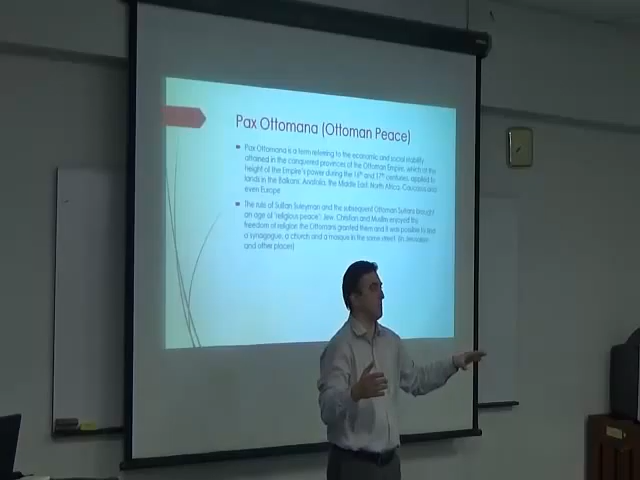 Pax Ottomana (Ottoman Peace)
Pax Ottomana is a term referring to the economic and social stability
attained in the conquered provinces of the Ottoman Empire, which at the
height of the Empire's power during the 16th and 17th centuries, applied to
lands in the Balkans, Anatolia, the Middle East, North Africa, Caucasus and
even Europe
The rule of Sultan Suleyman and the subsequent Ottoman Sultans brought
an age of 'religious peace': Jew, Christian and Muslim enjoyed the
freedom of religion the Ottomans granted them and it was possible to find
a synagogue, a church and a mosque in the same street (in Jerusalem
and other places)